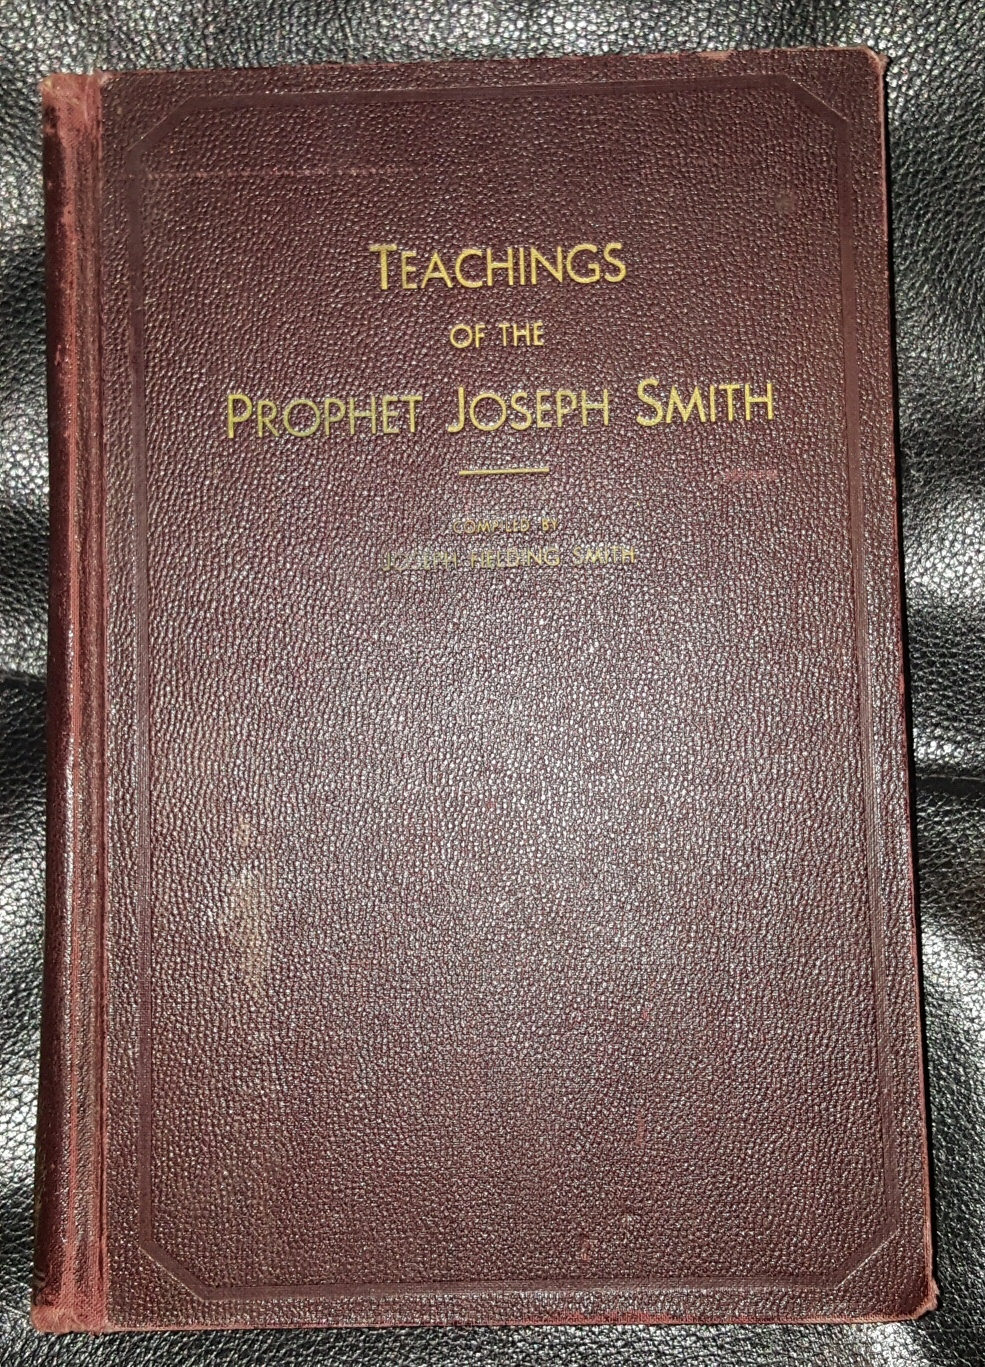 TEACHINGS
OF THE
PROPHET JOSEPH SMITH
COMPILED BY
JOSEPH FIELDING SMITH